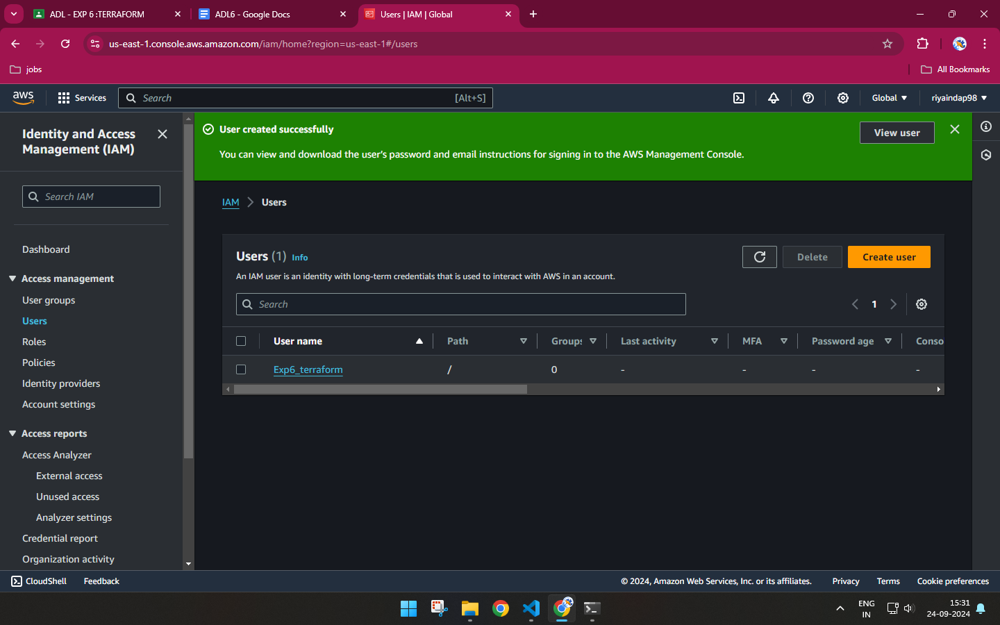 ADL - EXP 6 :TERRAFORM
ADL6 - Google Docs
Users | IAM | Global
us-east-1.console.aws.amazon.com/iam/home?region=us-east-1#/users
jobs
All Bookmarks
aws
Services
Search
[Alt+S]
Global
riyaindap98
Identity and Access
Management (IAM)
Search IAM
Dashboard
Access management
User groups
Users
Roles
Policies
Identity providers
Account settings
Access reports
Access Analyzer
External access
Unused access
Analyzer settings
Credential report
Organization activity
User created successfully
You can view and download the user's password and email instructions for signing in to the AWS Management Console.
View user
IAM
Users
Users (1) Info
Delete
Create user
An IAM user is an identity with long-term credentials that is used to interact with AWS in an account.
Search
1
User name
Path
Groups
Last activity
MFA
Password age
Conso
Exp6_terraform
/
0
-
-
-
-
CloudShell
Feedback
© 2024, Amazon Web Services, Inc. or its affiliates.
Privacy
Terms
Cookie preferences
ENG
IN
15:31
24-09-2024